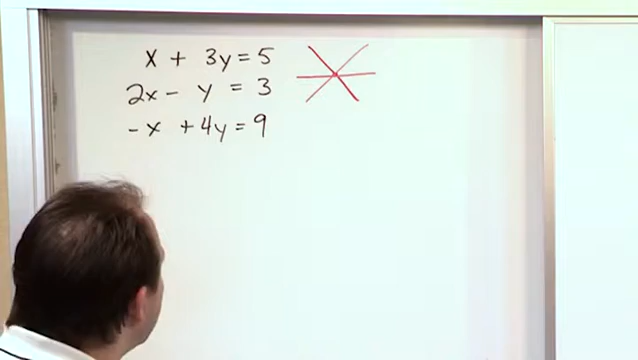 x + 3y = 5
2x - y = 3
-x + 4y = 9